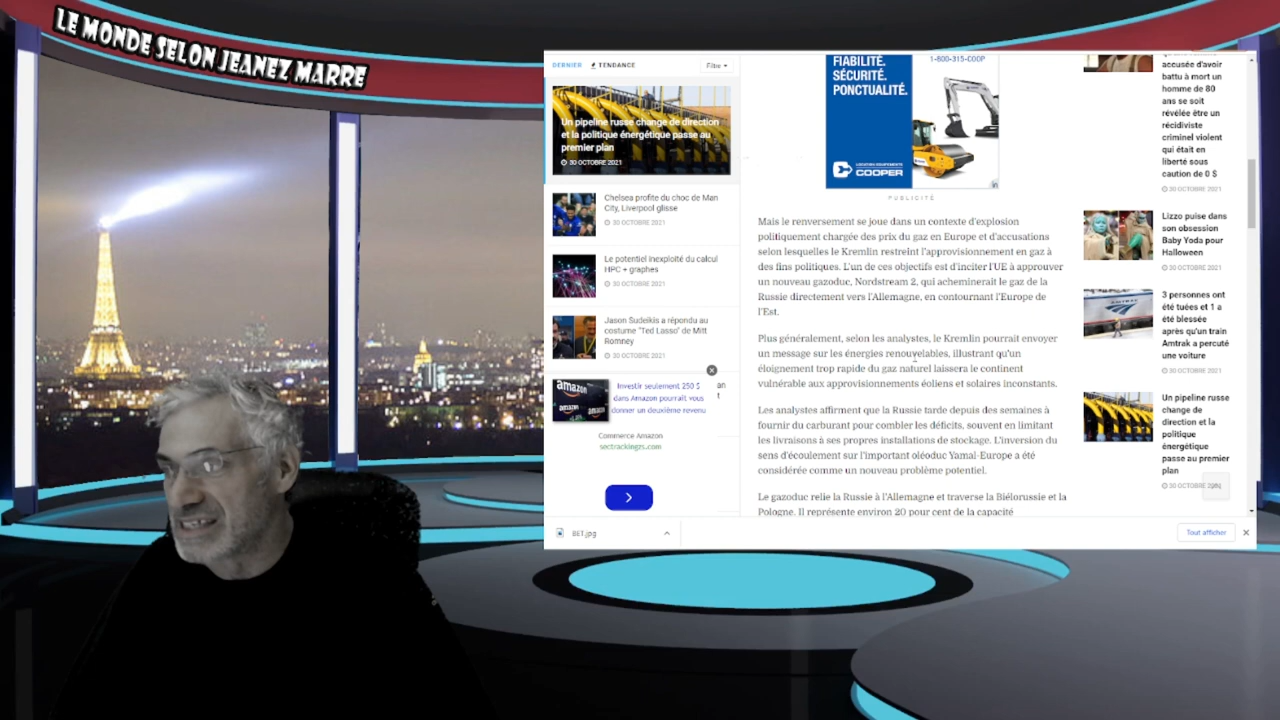 LE MONDE SELON JEANEZ MARRE
DERNIER
TENDANCE
Filtre
Un pipeline russe change de direction
et la politique énergétique passe au
premier plan
30 OCTOBRE 2021
Chelsea profite du choc de Man
City, Liverpool glisse
30 OCTOBRE 2021
Le potentiel inexploité du calcul
HPC + graphes
30 OCTOBRE 2021
Jason Sudeikis a répondu au
costume "Ted Lasso" de Mitt
Romney
30 OCTOBRE 2021
an
t
amazon
Investir seulement 250 $
dans Amazon pourrait vous
donner un deuxième revenu
Commerce Amazon
sectrackingzs.com
FIABILITÉ.
SÉCURITÉ.
PONCTUALITÉ.
1-800-315-COOP
LOCATION EQUIPEMENTS
COOPER
PUBLICITÉ
Mais le renversement se joue dans un contexte d'explosion
politiquement chargée des prix du gaz en Europe et d'accusations
selon lesquelles le Kremlin restreint l'approvisionnement en gaz à
des fins politiques. L'un de ces objectifs est d'inciter l'UE à approuver
un nouveau gazoduc, Nordstream 2, qui acheminerait le gaz de la
Russie directement vers l'Allemagne, en contournant l'Europe de
l'Est.
Plus généralement, selon les analystes, le Kremlin pourrait envoyer
un message sur les énergies renouvelables, illustrant qu'un
éloignement trop rapide du gaz naturel laissera le continent
vulnérable aux approvisionnements éoliens et solaires inconstants.
Les analystes affirment que la Russie tarde depuis des semaines à
fournir du carburant pour combler les déficits, souvent en limitant
les livraisons à ses propres installations de stockage. L'inversion du
sens d'écoulement sur l'important oléoduc Yamal-Europe a été
considérée comme un nouveau problème potentiel.
Le gazoduc relie la Russie à l'Allemagne et traverse la Biélorussie et la
Pologne. Il représente environ 20 pour cent de la capacité
accusée d'avoir
battu à mort un
homme de 80
ans se soit
révélée être un
récidiviste
criminel violent
qui était en
liberté sous
caution de 0 $
30 OCTOBRE 2021
Lizzo puise dans
son obsession
Baby Yoda pour
Halloween
30 OCTOBRE 2021
AMTRAK
3 personnes ont
été tuées et 1 a
été blessée
après qu'un train
Amtrak a percuté
une voiture
30 OCTOBRE 2021
Un pipeline russe
change de
direction et la
politique
énergétique
passe au premier
plan
30 OCTOBRE 2021
BET.jpg
Tout afficher